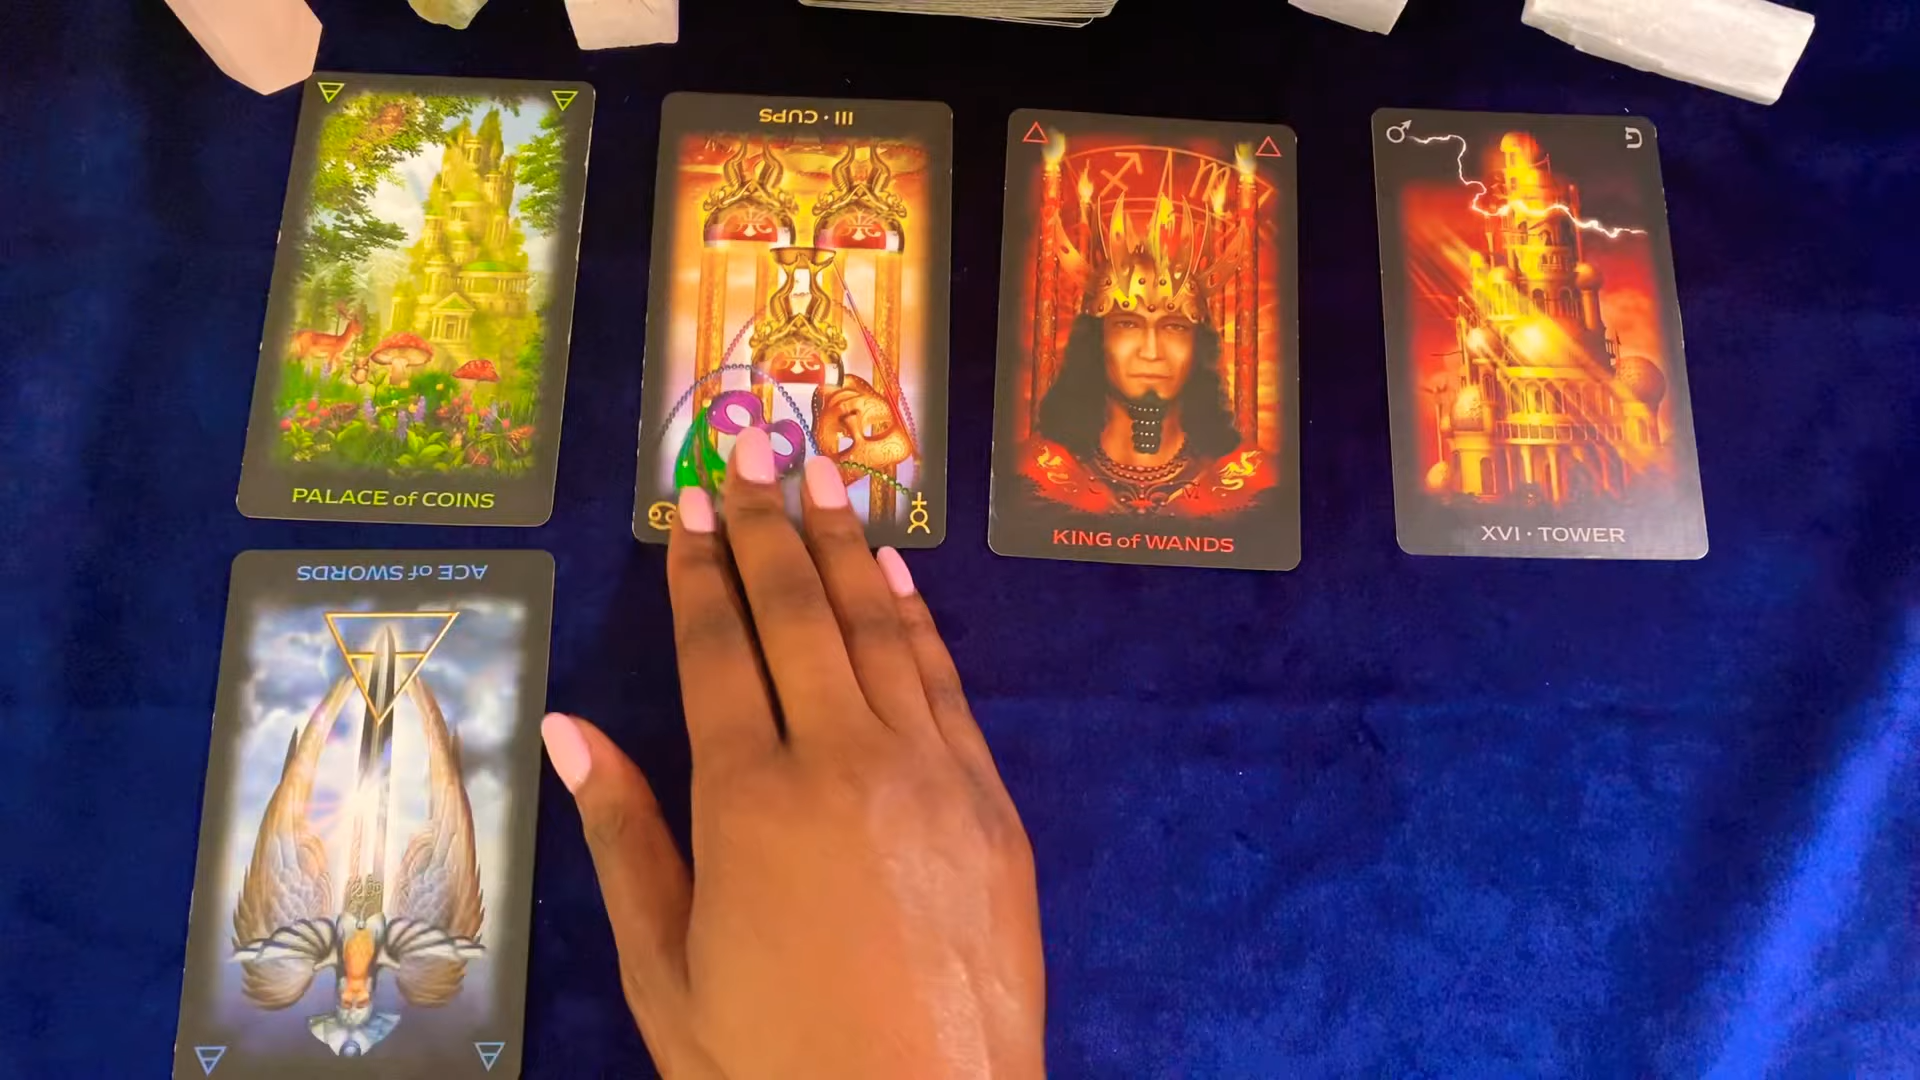 PALACE of COINS
III · CUPS
KING of WANDS
פ
XVI · TOWER
ACE of SWORDS